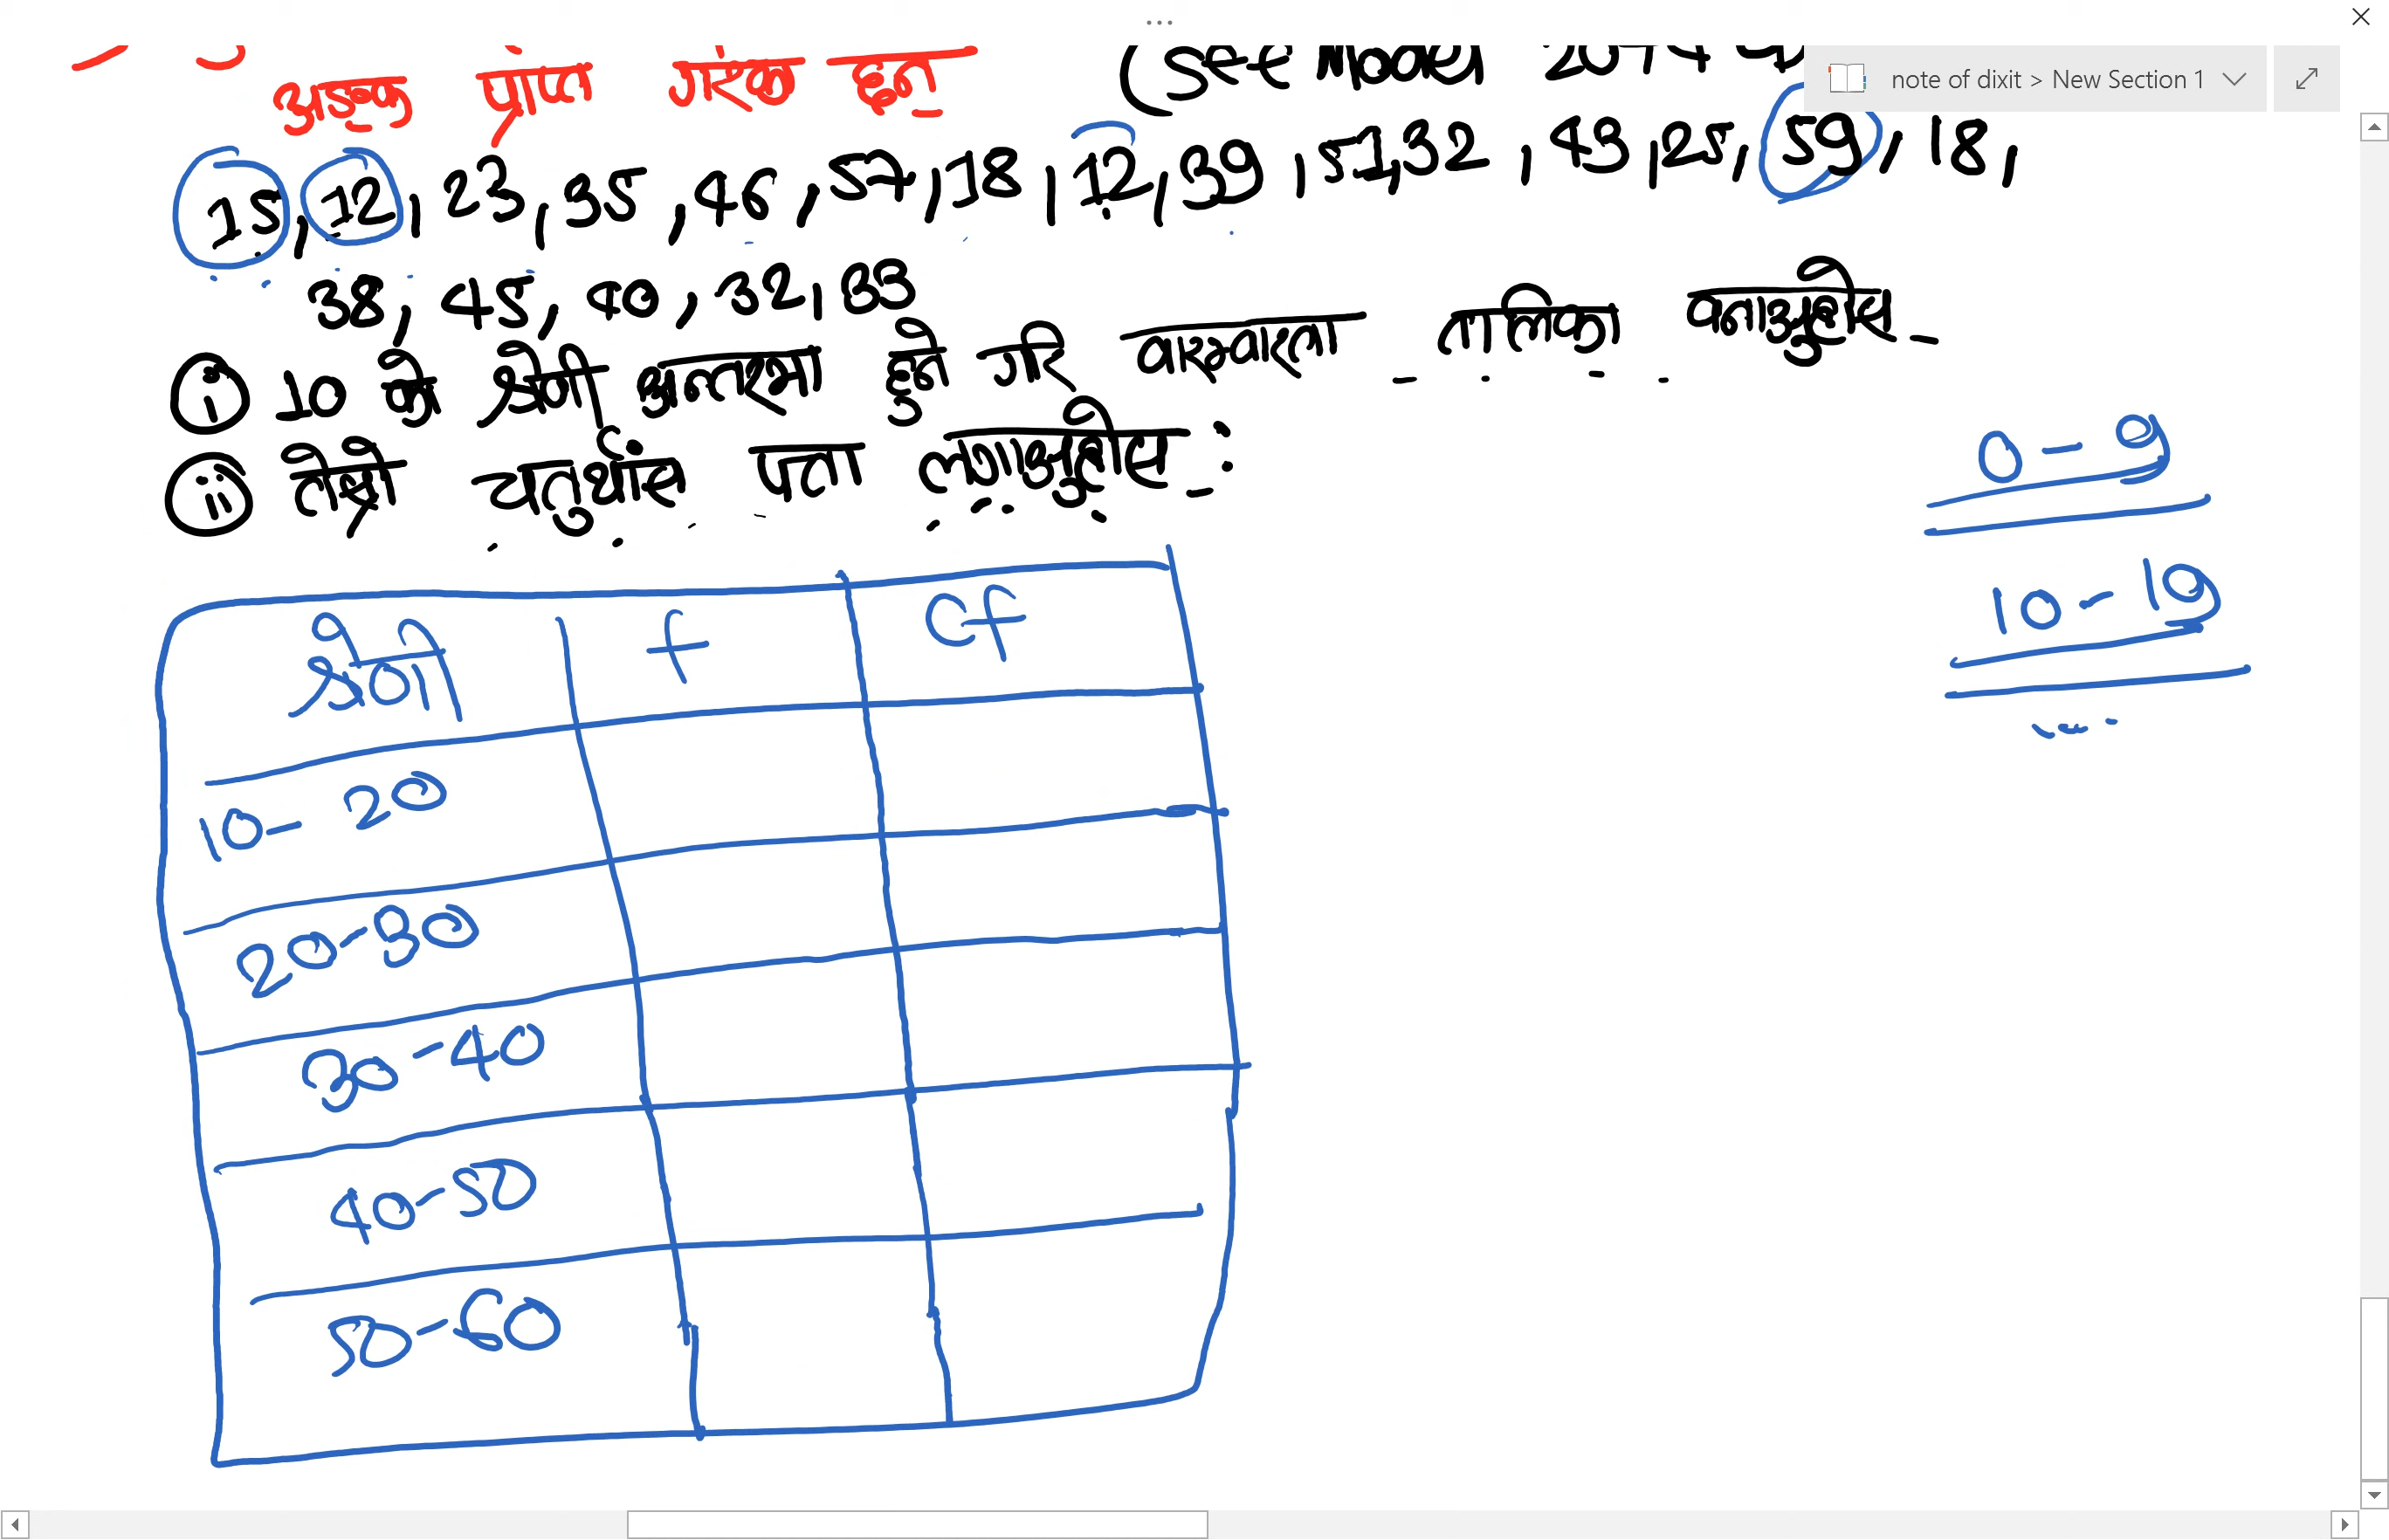 note of dixit > New Section 1
अङ्क प्राप्त गरेका छन्
(SEE Model 207
15, 12, 23, 35, 46, 57, 18, 12, 39, 51, 32, 43, 25, 59, 18,
38, 45, 40, 32, 33
i 10 को श्रेणी अन्तरमा हुने गरि बारम्बारता तालिका बनाउनुहोस्
ii तेस्रो चतुर्थांश पत्ता लगाउनुहोस् :
0 - 9
10 - 19
श्रेणी f cf
10 - 20
20 - 30
30 - 40
40 - 50
50 - 60